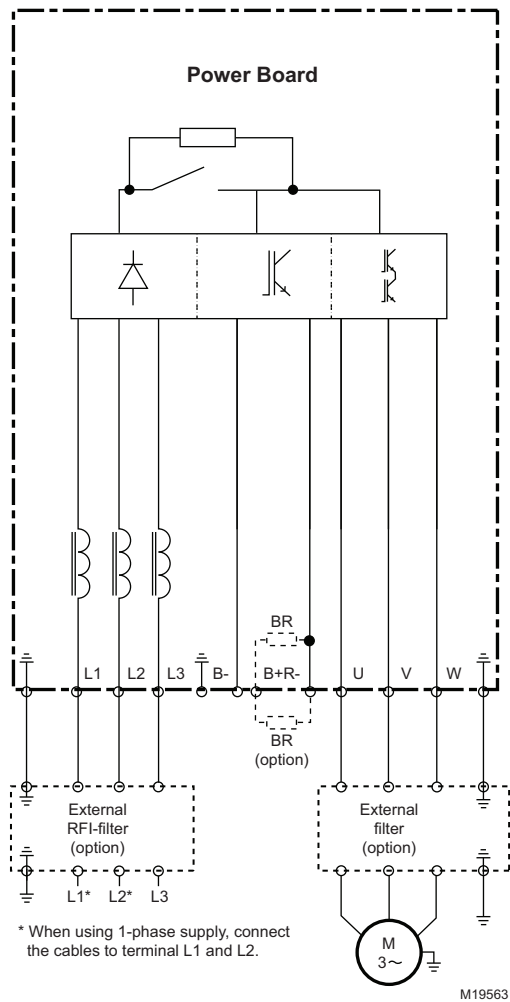 Power Board
BR
L1 L2 L3 B- B+R- U V W
BR
(option)
External
RFI-filter
(option)
External
filter
(option)
L1* L2* L3
* When using 1-phase supply, connect
the cables to terminal L1 and L2.
M
3~
M19563